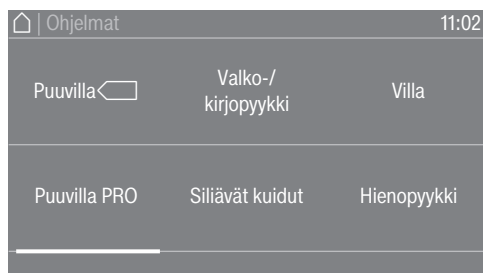 Ohjelmat
11:02
Puuvilla
Valko-/
kirjopyykki
Villa
Puuvilla PRO
Siliävät kuidut
Hienopyykki